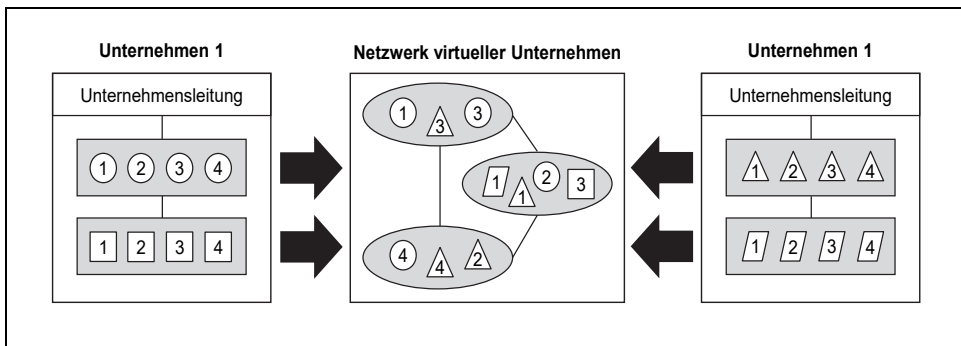 Unternehmen 1
Netzwerk virtueller Unternehmen
Unternehmen 1
Unternehmensleitung
1 2 3 4
1 2 3 4
1 3 3
1 1 2 3
4 4 2
Unternehmensleitung
1 2 3 4
1 2 3 4